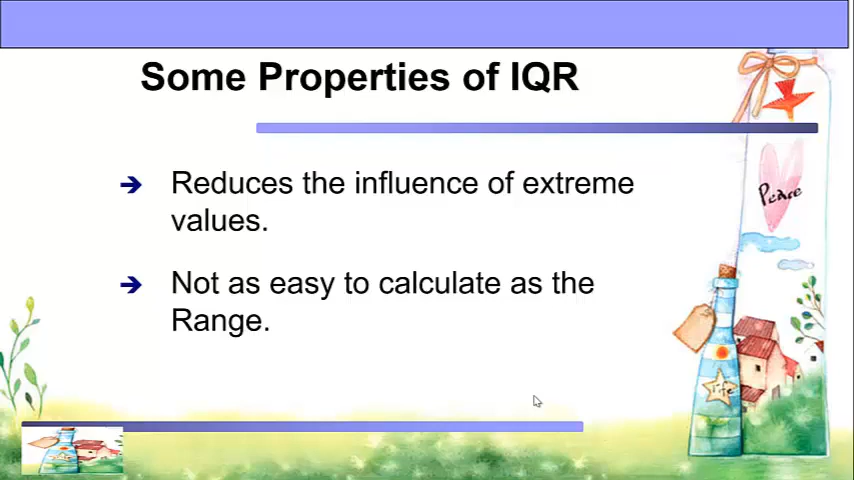 Some Properties of IQR
Reduces the influence of extreme
values.
Not as easy to calculate as the
Range.
Peace
life